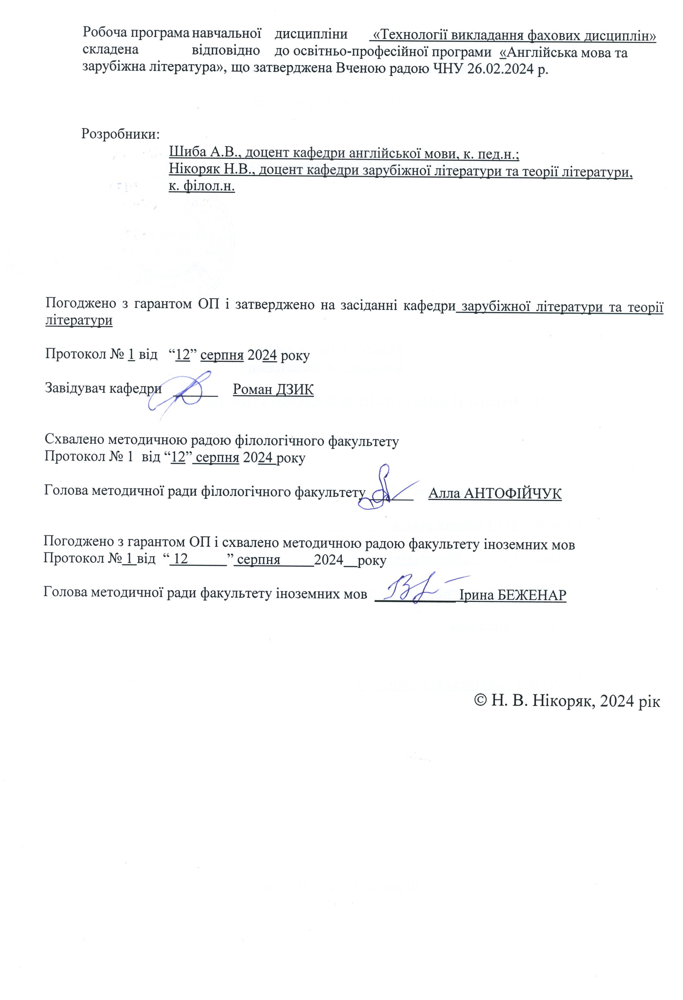 Робоча програма навчальної дисципліни «Технології викладання фахових дисциплін»
складена відповідно до освітньо-професійної програми «Англійська мова та
зарубіжна література», що затверджена Вченою радою ЧНУ 26.02.2024 р.
Розробники:
Шиба А.В., доцент кафедри англійської мови, к. пед.н.;
Нікоряк Н.В., доцент кафедри зарубіжної літератури та теорії літератури,
к. філол.н.
Погоджено з гарантом ОП і затверджено на засіданні кафедри зарубіжної літератури та теорії
літератури
Протокол № 1 від “12” серпня 2024 року
Завідувач кафедри ______ Роман ДЗИК
Схвалено методичною радою філологічного факультету
Протокол № 1 від “12” серпня 2024 року
Голова методичної ради філологічного факультету ______ Алла АНТОФІЙЧУК
Погоджено з гарантом ОП і схвалено методичною радою факультету іноземних мов
Протокол № 1 від “ 12 ” серпня 2024 року
Голова методичної ради факультету іноземних мов ___________ Ірина БЕЖЕНАР
© Н. В. Нікоряк, 2024 рік